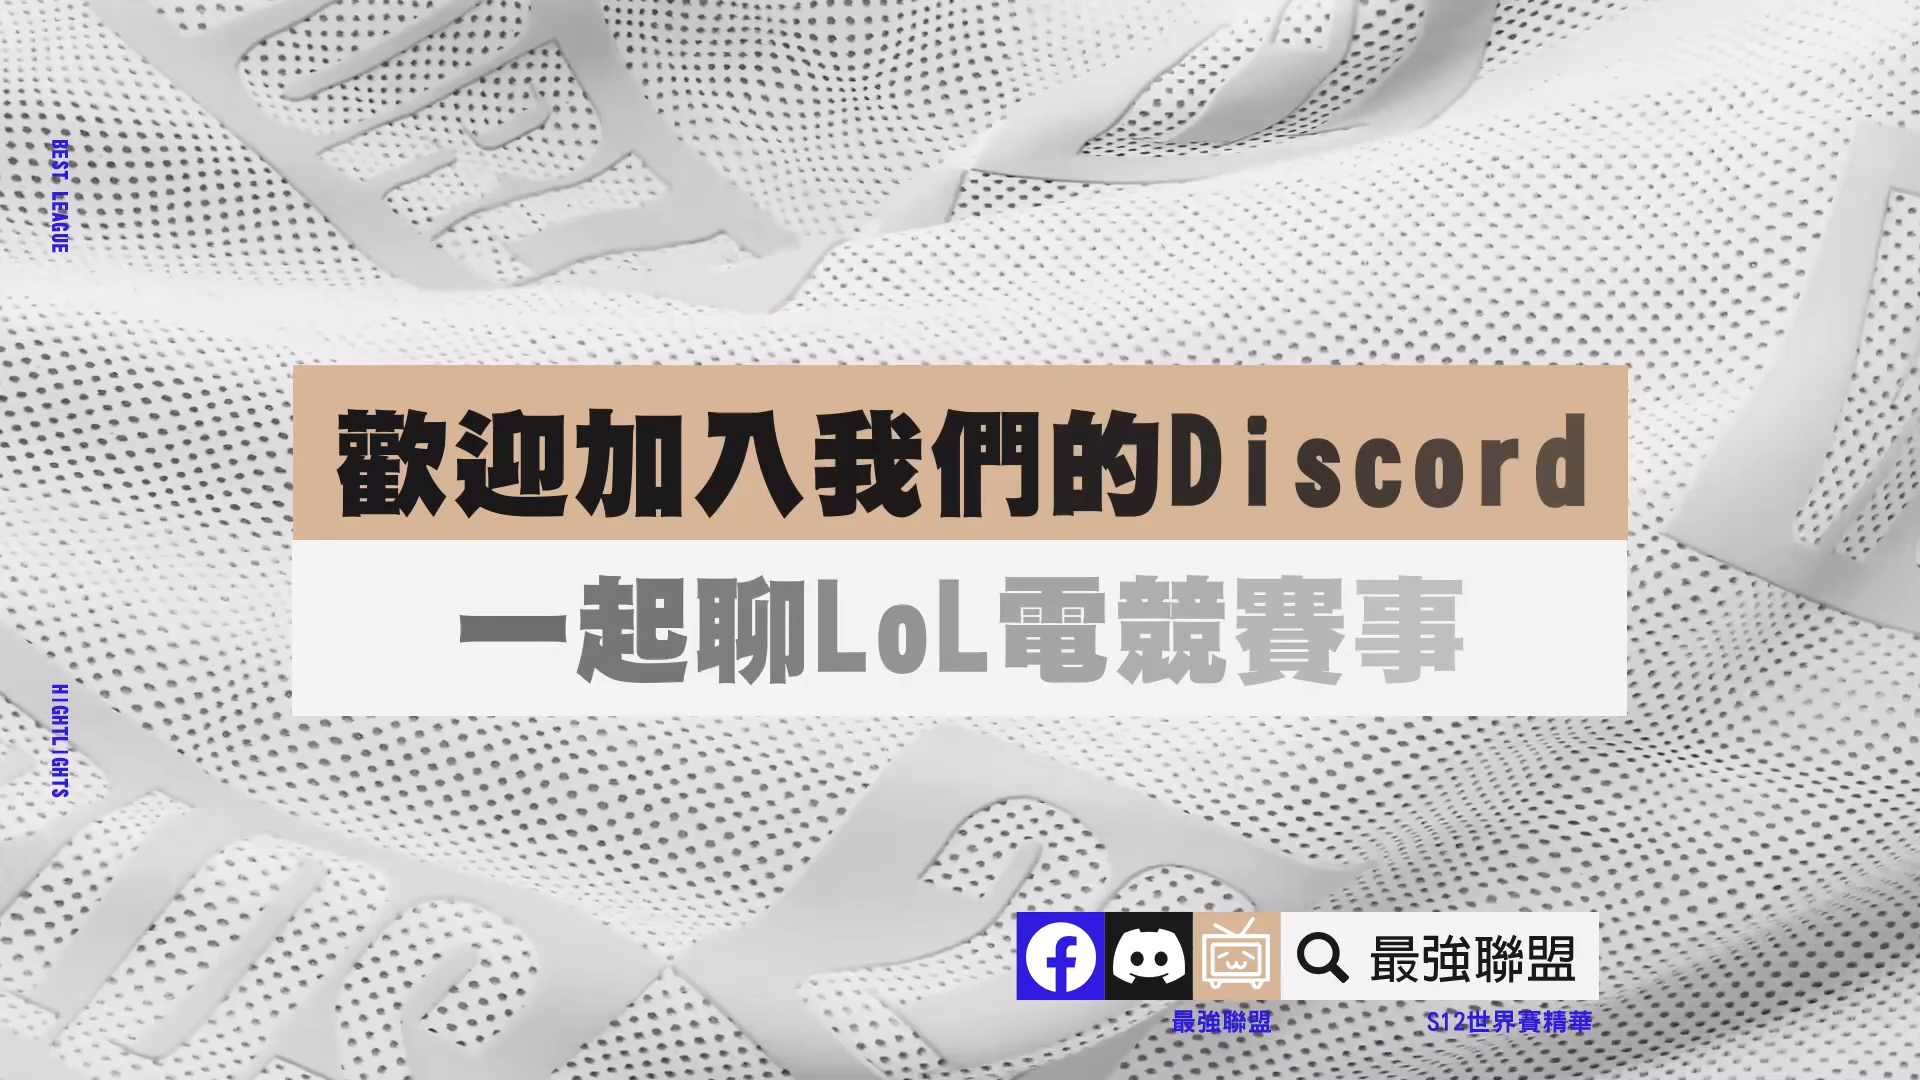 BEST LEAGUE
歡迎加入我們的Discord
一起聊LoL電競賽事
HIGHTLIGHTS
最強聯盟
最強聯盟
S12世界賽精華